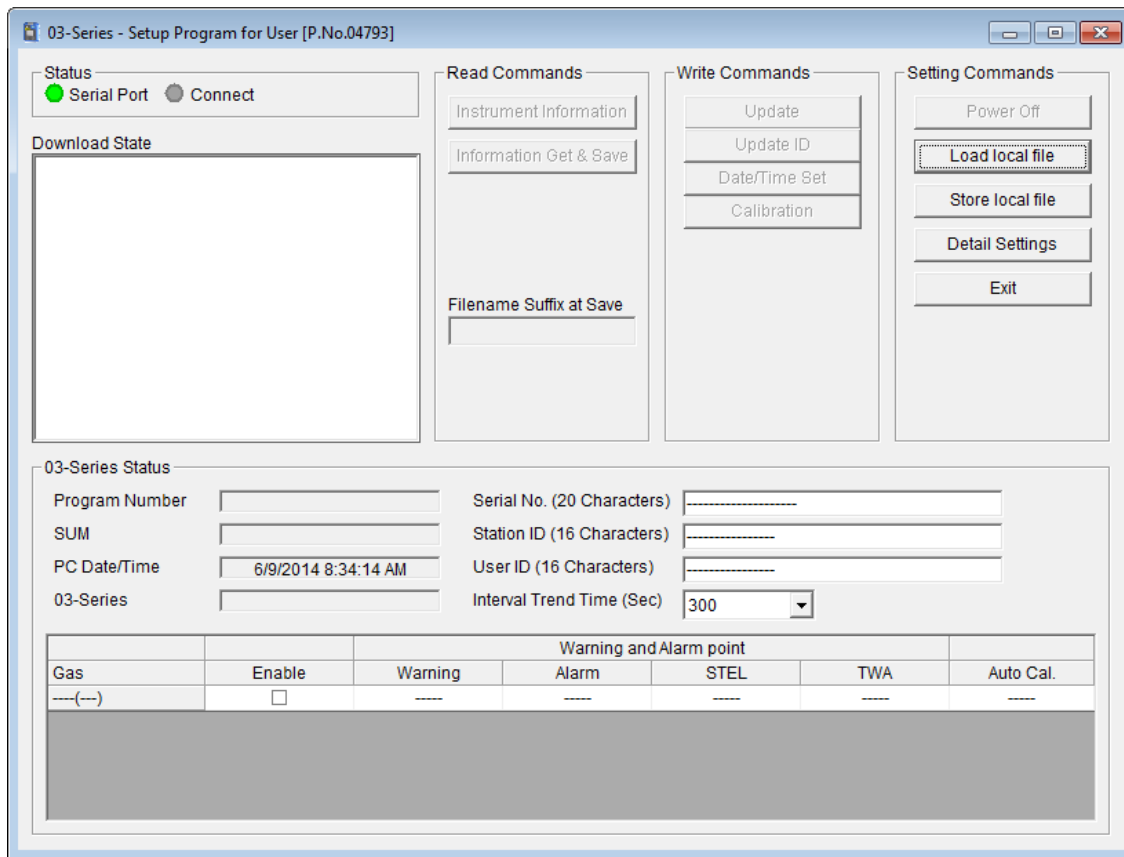 03-Series - Setup Program for User [P.No.04793]
Status
Serial Port Connect
Download State
Read Commands
Instrument Information
Information Get & Save
Filename Suffix at Save
Write Commands
Update
Update ID
Date/Time Set
Calibration
Setting Commands
Power Off
Load local file
Store local file
Detail Settings
Exit
03-Series Status
Program Number
SUM
PC Date/Time 6/9/2014 8:34:14 AM
03-Series
Serial No. (20 Characters) --------------------
Station ID (16 Characters) ----------------
User ID (16 Characters) ----------------
Interval Trend Time (Sec) 300
Warning and Alarm point
Gas Enable Warning Alarm STEL TWA Auto Cal.
----(---) ----- ----- ----- ----- -----